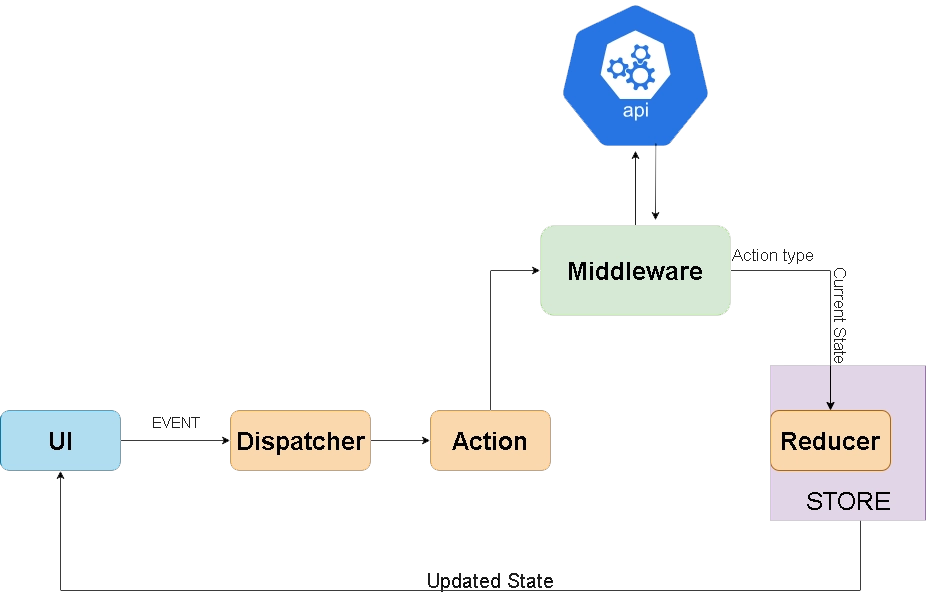 api
Middleware
Action type
Current State
UI
EVENT
Dispatcher
Action
Reducer
STORE
Updated State